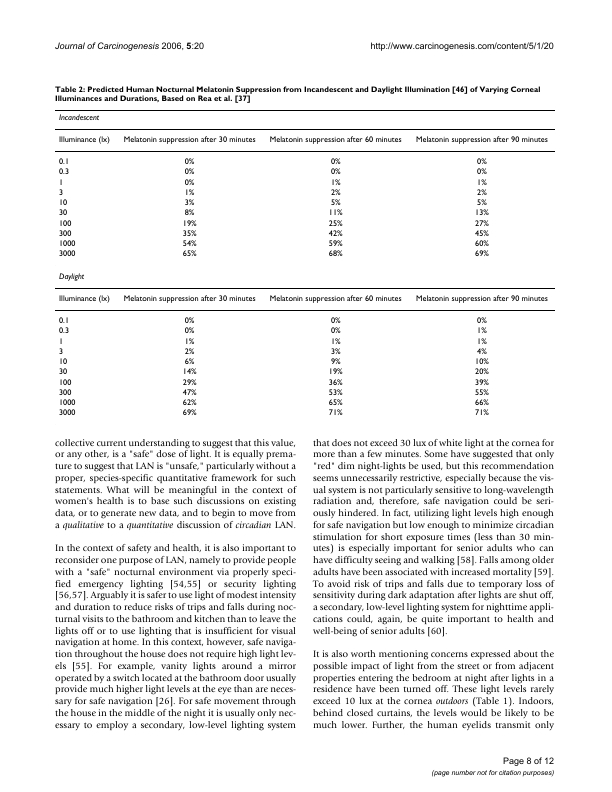 Journal of Carcinogenesis 2006, 5:20 http://www.carcinogenesis.com/content/5/1/20
Table 2: Predicted Human Nocturnal Melatonin Suppression from Incandescent and Daylight Illumination [46] of Varying Corneal
Illuminances and Durations, Based on Rea et al. [37]
Incandescent
Illuminance (lx) Melatonin suppression after 30 minutes Melatonin suppression after 60 minutes Melatonin suppression after 90 minutes
0.1 0% 0% 0%
0.3 0% 0% 0%
1 0% 1% 1%
3 1% 2% 2%
10 3% 5% 5%
30 8% 11% 13%
100 19% 25% 27%
300 35% 42% 45%
1000 54% 59% 60%
3000 65% 68% 69%
Daylight
Illuminance (lx) Melatonin suppression after 30 minutes Melatonin suppression after 60 minutes Melatonin suppression after 90 minutes
0.1 0% 0% 0%
0.3 0% 0% 1%
1 1% 1% 1%
3 2% 3% 4%
10 6% 9% 10%
30 14% 19% 20%
100 29% 36% 39%
300 47% 53% 55%
1000 62% 65% 66%
3000 69% 71% 71%
collective current understanding to suggest that this value,
or any other, is a "safe" dose of light. It is equally prema-
ture to suggest that LAN is "unsafe," particularly without a
proper, species-specific quantitative framework for such
statements. What will be meaningful in the context of
women's health is to base such discussions on existing
data, or to generate new data, and to begin to move from
a qualitative to a quantitative discussion of circadian LAN.
In the context of safety and health, it is also important to
reconsider one purpose of LAN, namely to provide people
with a "safe" nocturnal environment via properly speci-
fied emergency lighting [54,55] or security lighting
[56,57]. Arguably it is safer to use light of modest intensity
and duration to reduce risks of trips and falls during noc-
turnal visits to the bathroom and kitchen than to leave the
lights off or to use lighting that is insufficient for visual
navigation at home. In this context, however, safe naviga-
tion throughout the house does not require high light lev-
els [55]. For example, vanity lights around a mirror
operated by a switch located at the bathroom door usually
provide much higher light levels at the eye than are neces-
sary for safe navigation [26]. For safe movement through
the house in the middle of the night it is usually only nec-
essary to employ a secondary, low-level lighting system
that does not exceed 30 lux of white light at the cornea for
more than a few minutes. Some have suggested that only
"red" dim night-lights be used, but this recommendation
seems unnecessarily restrictive, especially because the vis-
ual system is not particularly sensitive to long-wavelength
radiation and, therefore, safe navigation could be seri-
ously hindered. In fact, utilizing light levels high enough
for safe navigation but low enough to minimize circadian
stimulation for short exposure times (less than 30 min-
utes) is especially important for senior adults who can
have difficulty seeing and walking [58]. Falls among older
adults have been associated with increased mortality [59].
To avoid risk of trips and falls due to temporary loss of
sensitivity during dark adaptation after lights are shut off,
a secondary, low-level lighting system for nighttime appli-
cations could, again, be quite important to health and
well-being of senior adults [60].
It is also worth mentioning concerns expressed about the
possible impact of light from the street or from adjacent
properties entering the bedroom at night after lights in a
residence have been turned off. These light levels rarely
exceed 10 lux at the cornea outdoors (Table 1). Indoors,
behind closed curtains, the levels would be likely to be
much lower. Further, the human eyelids transmit only
Page 8 of 12
(page number not for citation purposes)